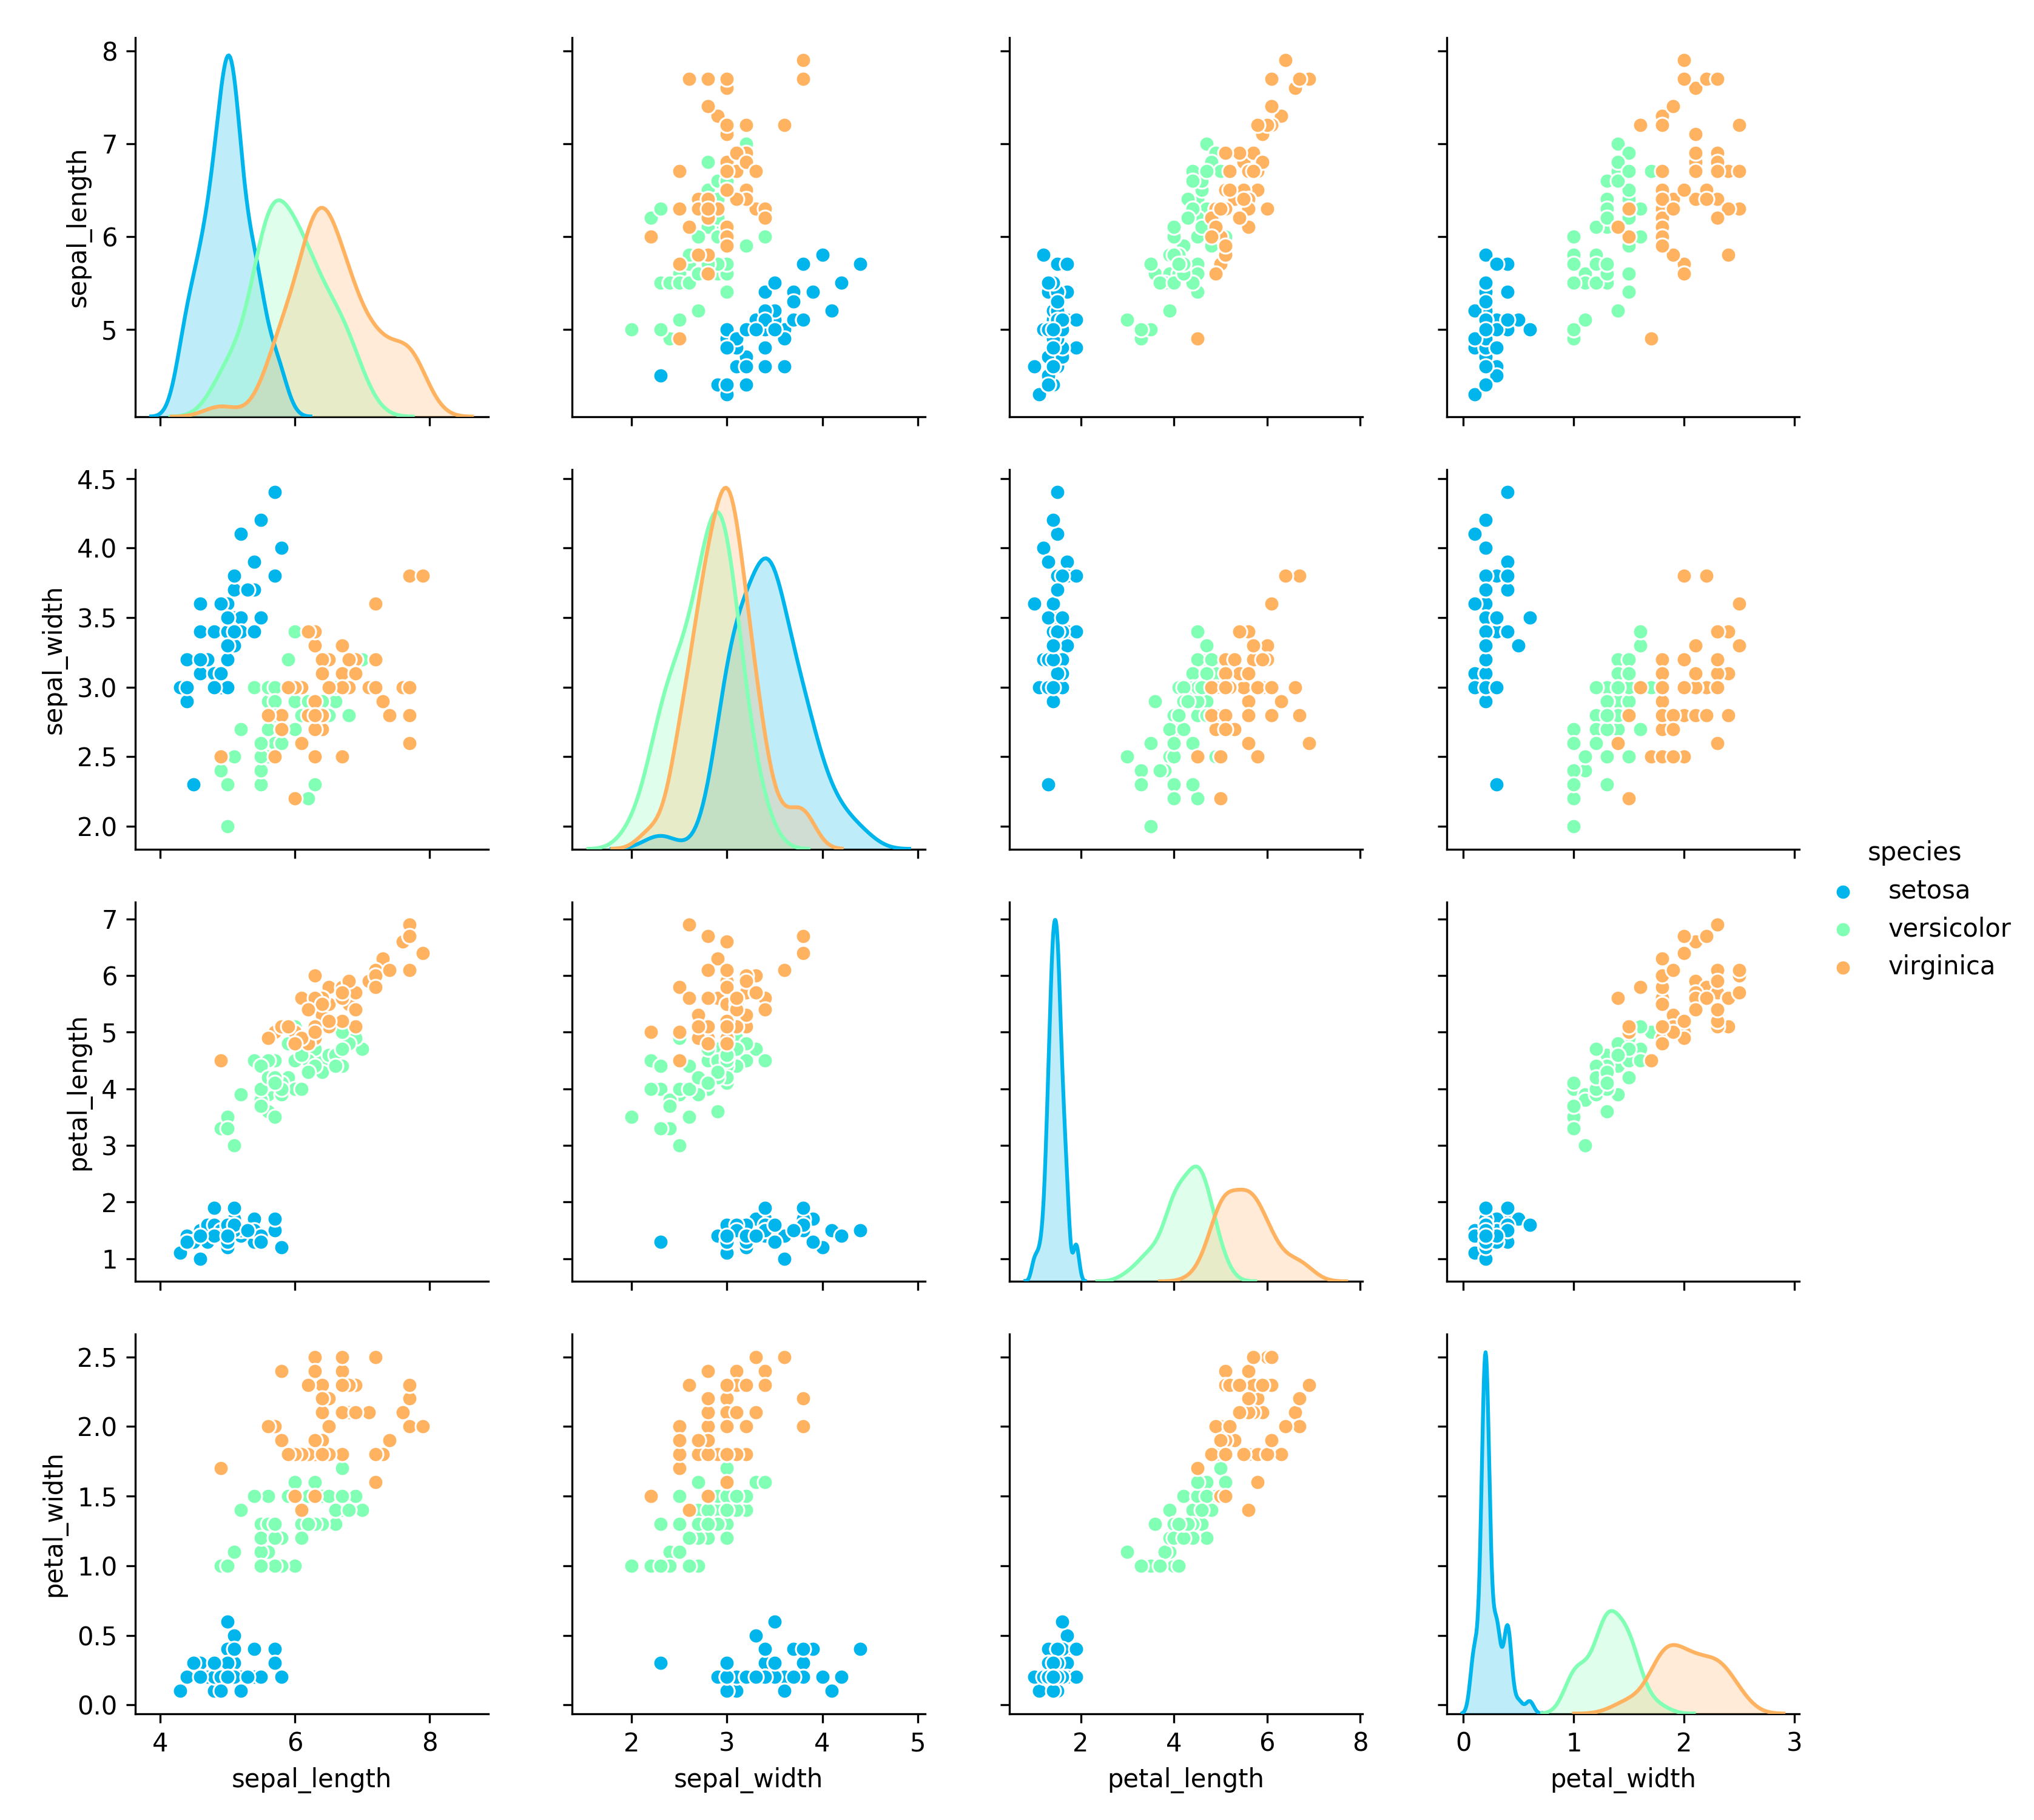 8
7
6
5
sepal_length
4.5
4.0
3.5
3.0
2.5
2.0
sepal_width
species
setosa
versicolor
virginica
7
6
5
4
3
2
1
petal_length
2.5
2.0
1.5
1.0
0.5
0.0
petal_width
4 6 8 2 3 4 5 2 4 6 8 0 1 2 3
sepal_length sepal_width petal_length petal_width